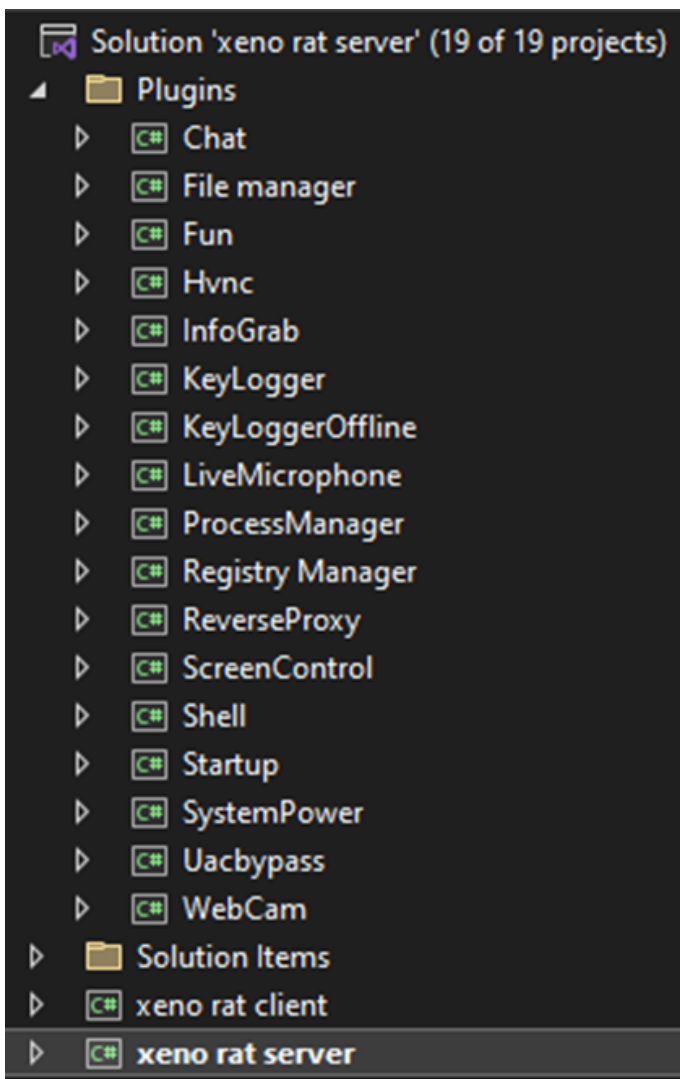 Solution 'xeno rat server' (19 of 19 projects)
Plugins
C# Chat
C# File manager
C# Fun
C# Hvnc
C# InfoGrab
C# KeyLogger
C# KeyLoggerOffline
C# LiveMicrophone
C# ProcessManager
C# Registry Manager
C# ReverseProxy
C# ScreenControl
C# Shell
C# Startup
C# SystemPower
C# Uacbypass
C# WebCam
Solution Items
C# xeno rat client
C# xeno rat server